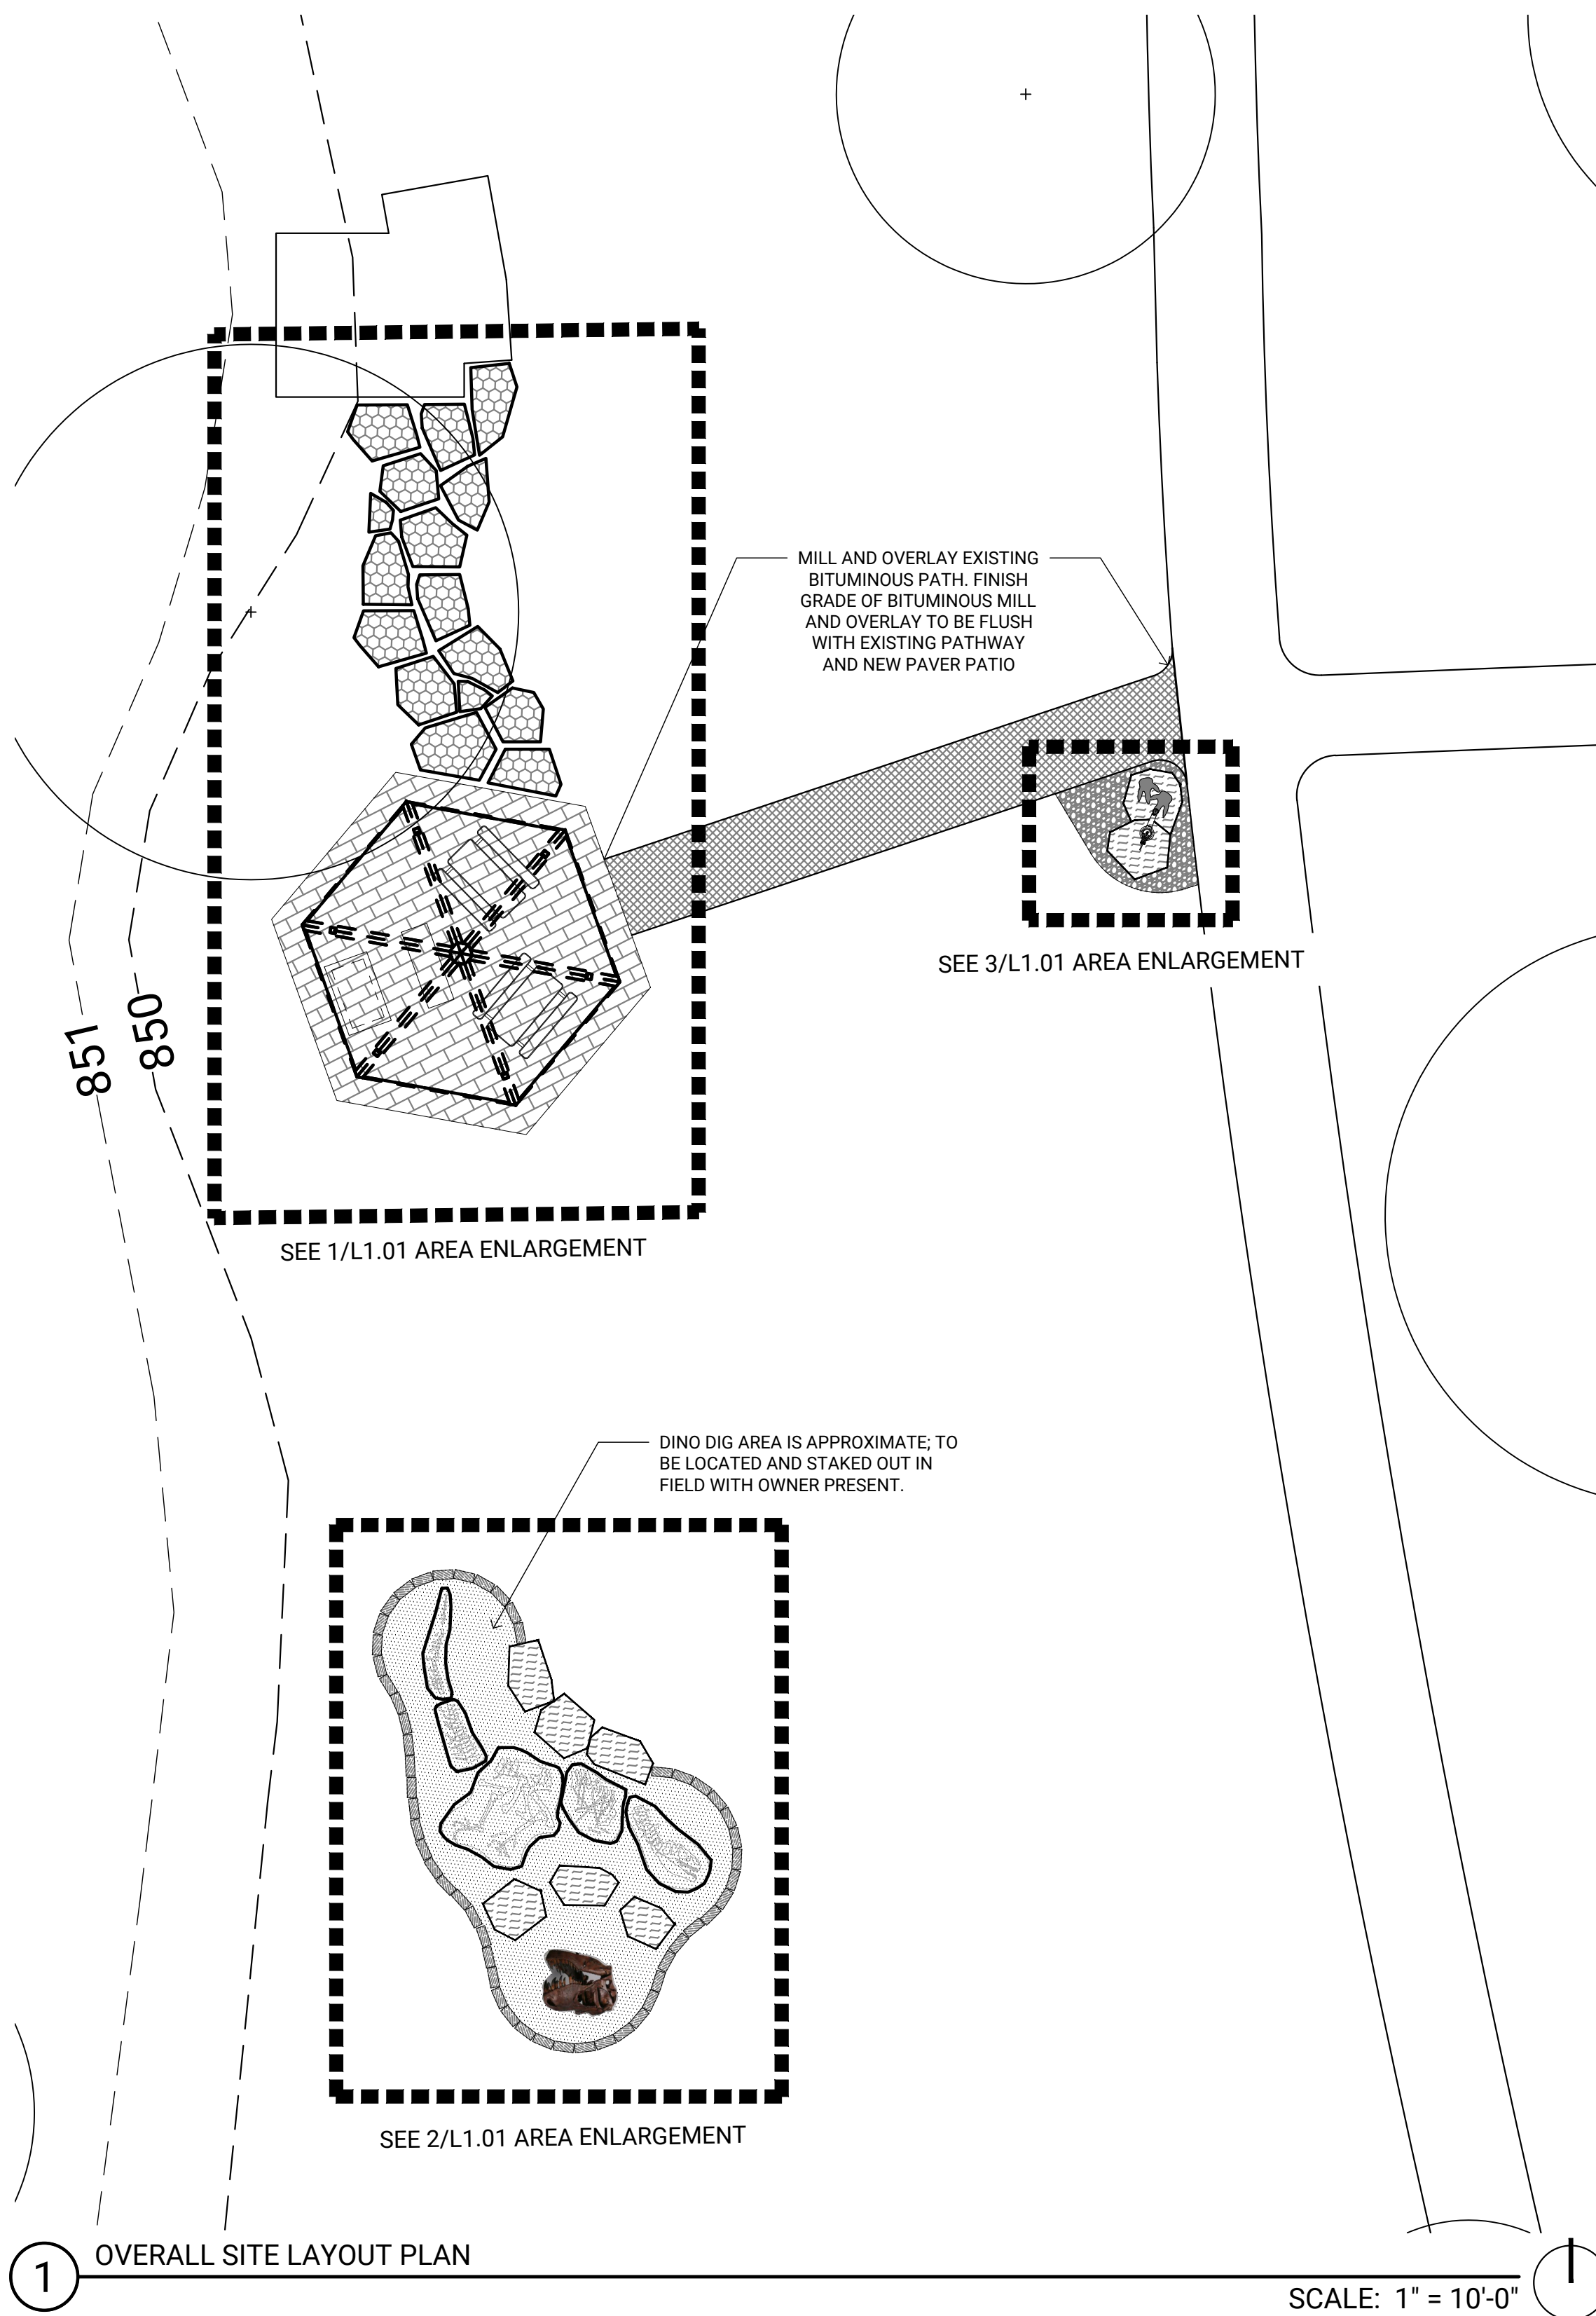 MILL AND OVERLAY EXISTING
BITUMINOUS PATH. FINISH
GRADE OF BITUMINOUS MILL
AND OVERLAY TO BE FLUSH
WITH EXISTING PATHWAY
AND NEW PAVER PATIO
SEE 3/L1.01 AREA ENLARGEMENT
851
850
SEE 1/L1.01 AREA ENLARGEMENT
DINO DIG AREA IS APPROXIMATE; TO
BE LOCATED AND STAKED OUT IN
FIELD WITH OWNER PRESENT.
SEE 2/L1.01 AREA ENLARGEMENT
1
OVERALL SITE LAYOUT PLAN
SCALE: 1" = 10'-0"